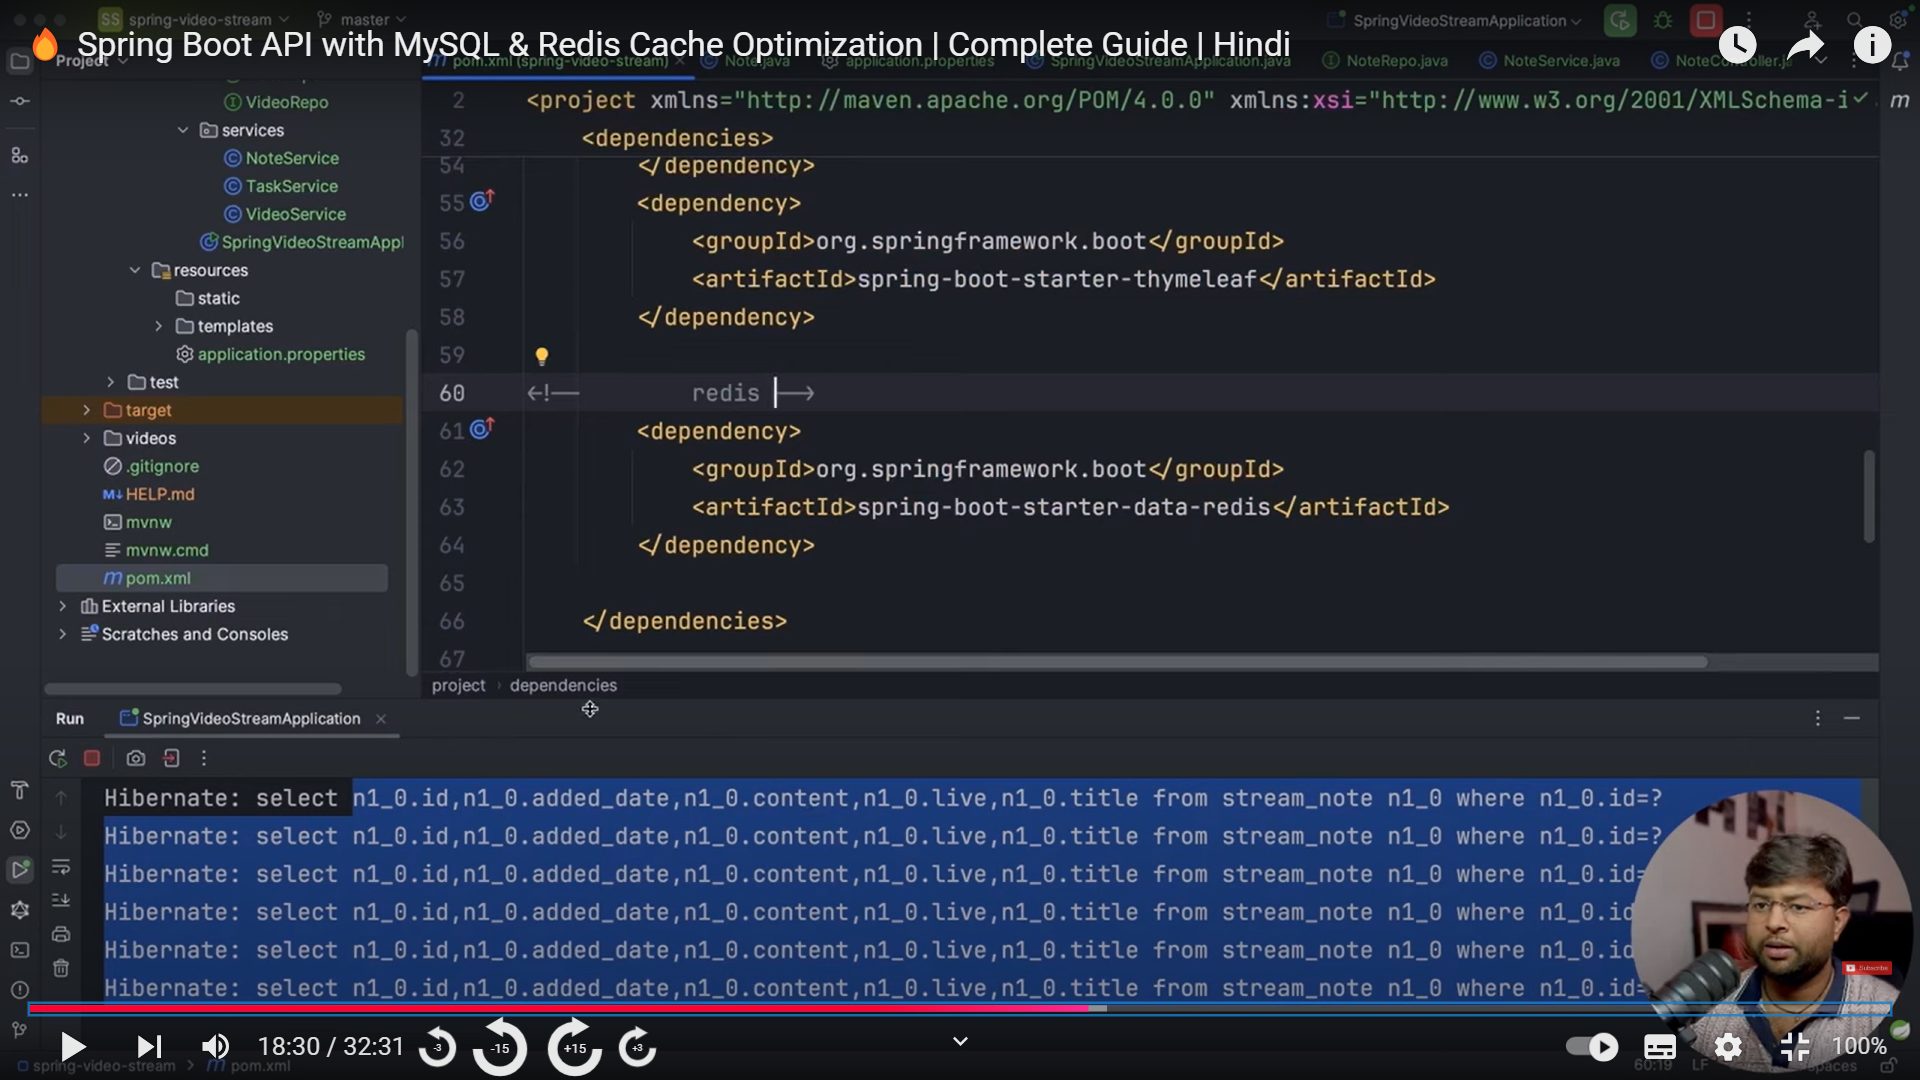 SS spring-video-stream master SpringVideoStreamApplication
🔥 Spring Boot API with MySQL & Redis Cache Optimization | Complete Guide | Hindi
Project
pom.xml (spring-video-stream) Note.java application.properties SpringVideoStreamApplication.java NoteRepo.java NoteService.java NoteController.j
VideoRepo
services
NoteService
TaskService
VideoService
SpringVideoStreamAppl
resources
static
templates
application.properties
test
target
videos
.gitignore
M↓ HELP.md
mvnw
mvnw.cmd
m pom.xml
External Libraries
Scratches and Consoles
2 <project xmlns="http://maven.apache.org/POM/4.0.0" xmlns:xsi="http://www.w3.org/2001/XMLSchema-i
m
32 <dependencies>
54 </dependency>
55 <dependency>
56 <groupId>org.springframework.boot</groupId>
57 <artifactId>spring-boot-starter-thymeleaf</artifactId>
58 </dependency>
59
60 <!-- redis -->
61 <dependency>
62 <groupId>org.springframework.boot</groupId>
63 <artifactId>spring-boot-starter-data-redis</artifactId>
64 </dependency>
65
66 </dependencies>
67
project › dependencies
Run SpringVideoStreamApplication
Hibernate: select n1_0.id,n1_0.added_date,n1_0.content,n1_0.live,n1_0.title from stream_note n1_0 where n1_0.id=?
Hibernate: select n1_0.id,n1_0.added_date,n1_0.content,n1_0.live,n1_0.title from stream_note n1_0 where n1_0.id=?
Hibernate: select n1_0.id,n1_0.added_date,n1_0.content,n1_0.live,n1_0.title from stream_note n1_0 where n1_0.id=
Hibernate: select n1_0.id,n1_0.added_date,n1_0.content,n1_0.live,n1_0.title from stream_note n1_0 where n1_0.id
Hibernate: select n1_0.id,n1_0.added_date,n1_0.content,n1_0.live,n1_0.title from stream_note n1_0 where n1_0.id
Hibernate: select n1_0.id,n1_0.added_date,n1_0.content,n1_0.live,n1_0.title from stream_note n1_0 where n1_0.id=
Subscribe
18:30 / 32:31 -3 -15 +15 +3 100%
spring-video-stream › m pom.xml 60:19 LF spaces